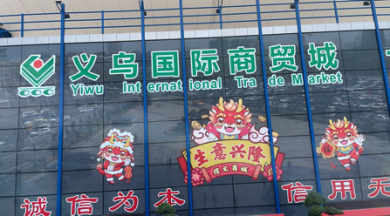 义乌国际商贸城
Yiwu International Trade Market
生意兴隆
诚信为本 信用无